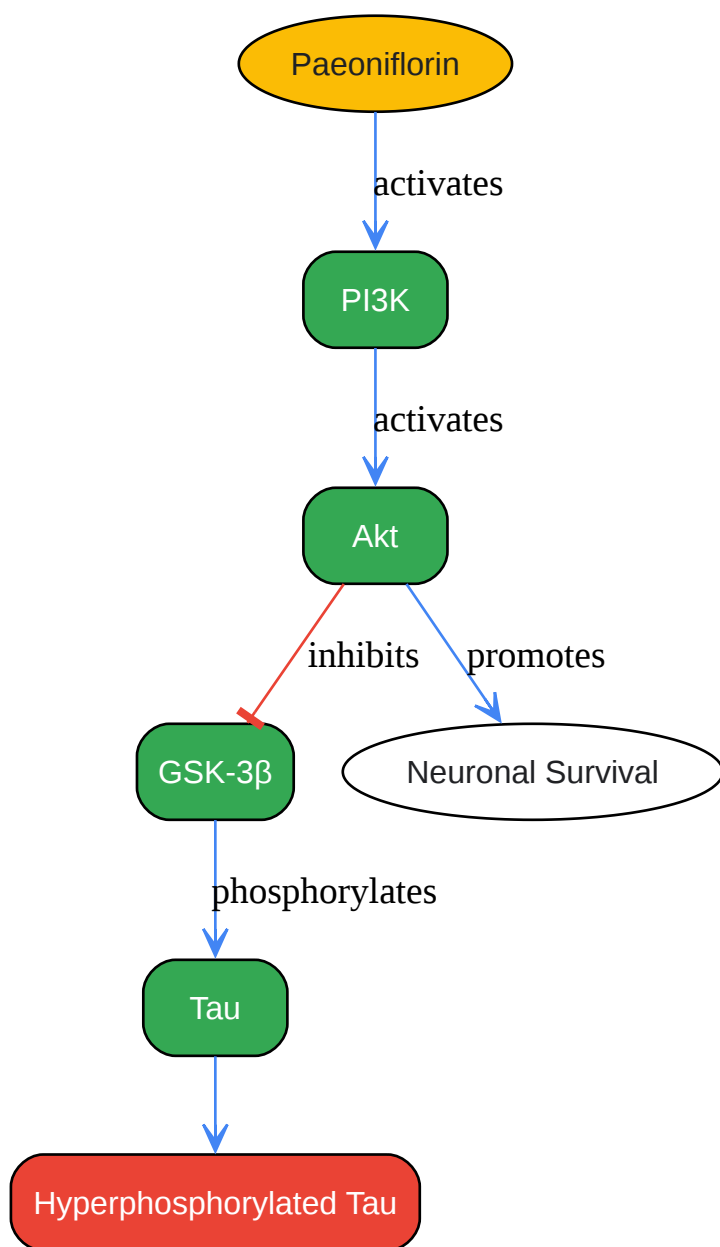 Paeoniflorin
activates
PI3K
activates
Akt
inhibits
promotes
GSK-3β
Neuronal Survival
phosphorylates
Tau
Hyperphosphorylated Tau